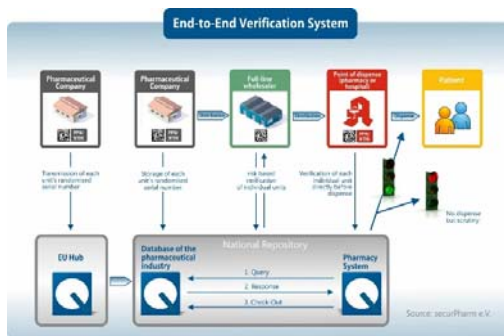 End-to-End Verification System
Pharmaceutical
Company
Pharmaceutical
Company
Full-line
wholesaler
Point of dispense
(pharmacy or
hospital)
Patient
Dispense
Transmission of each
unit's randomized
serial number
Storage of each
unit's randomized
serial number
risk based
verification
of individual units
Verification of each
individual unit
directly before
dispense
No dispense
but scrutiny
National Repository
EU Hub
Database of the
pharmaceutical
industry
Pharmacy
System
1. Query
2. Response
3. Check-Out
Source: securPharm e.V.